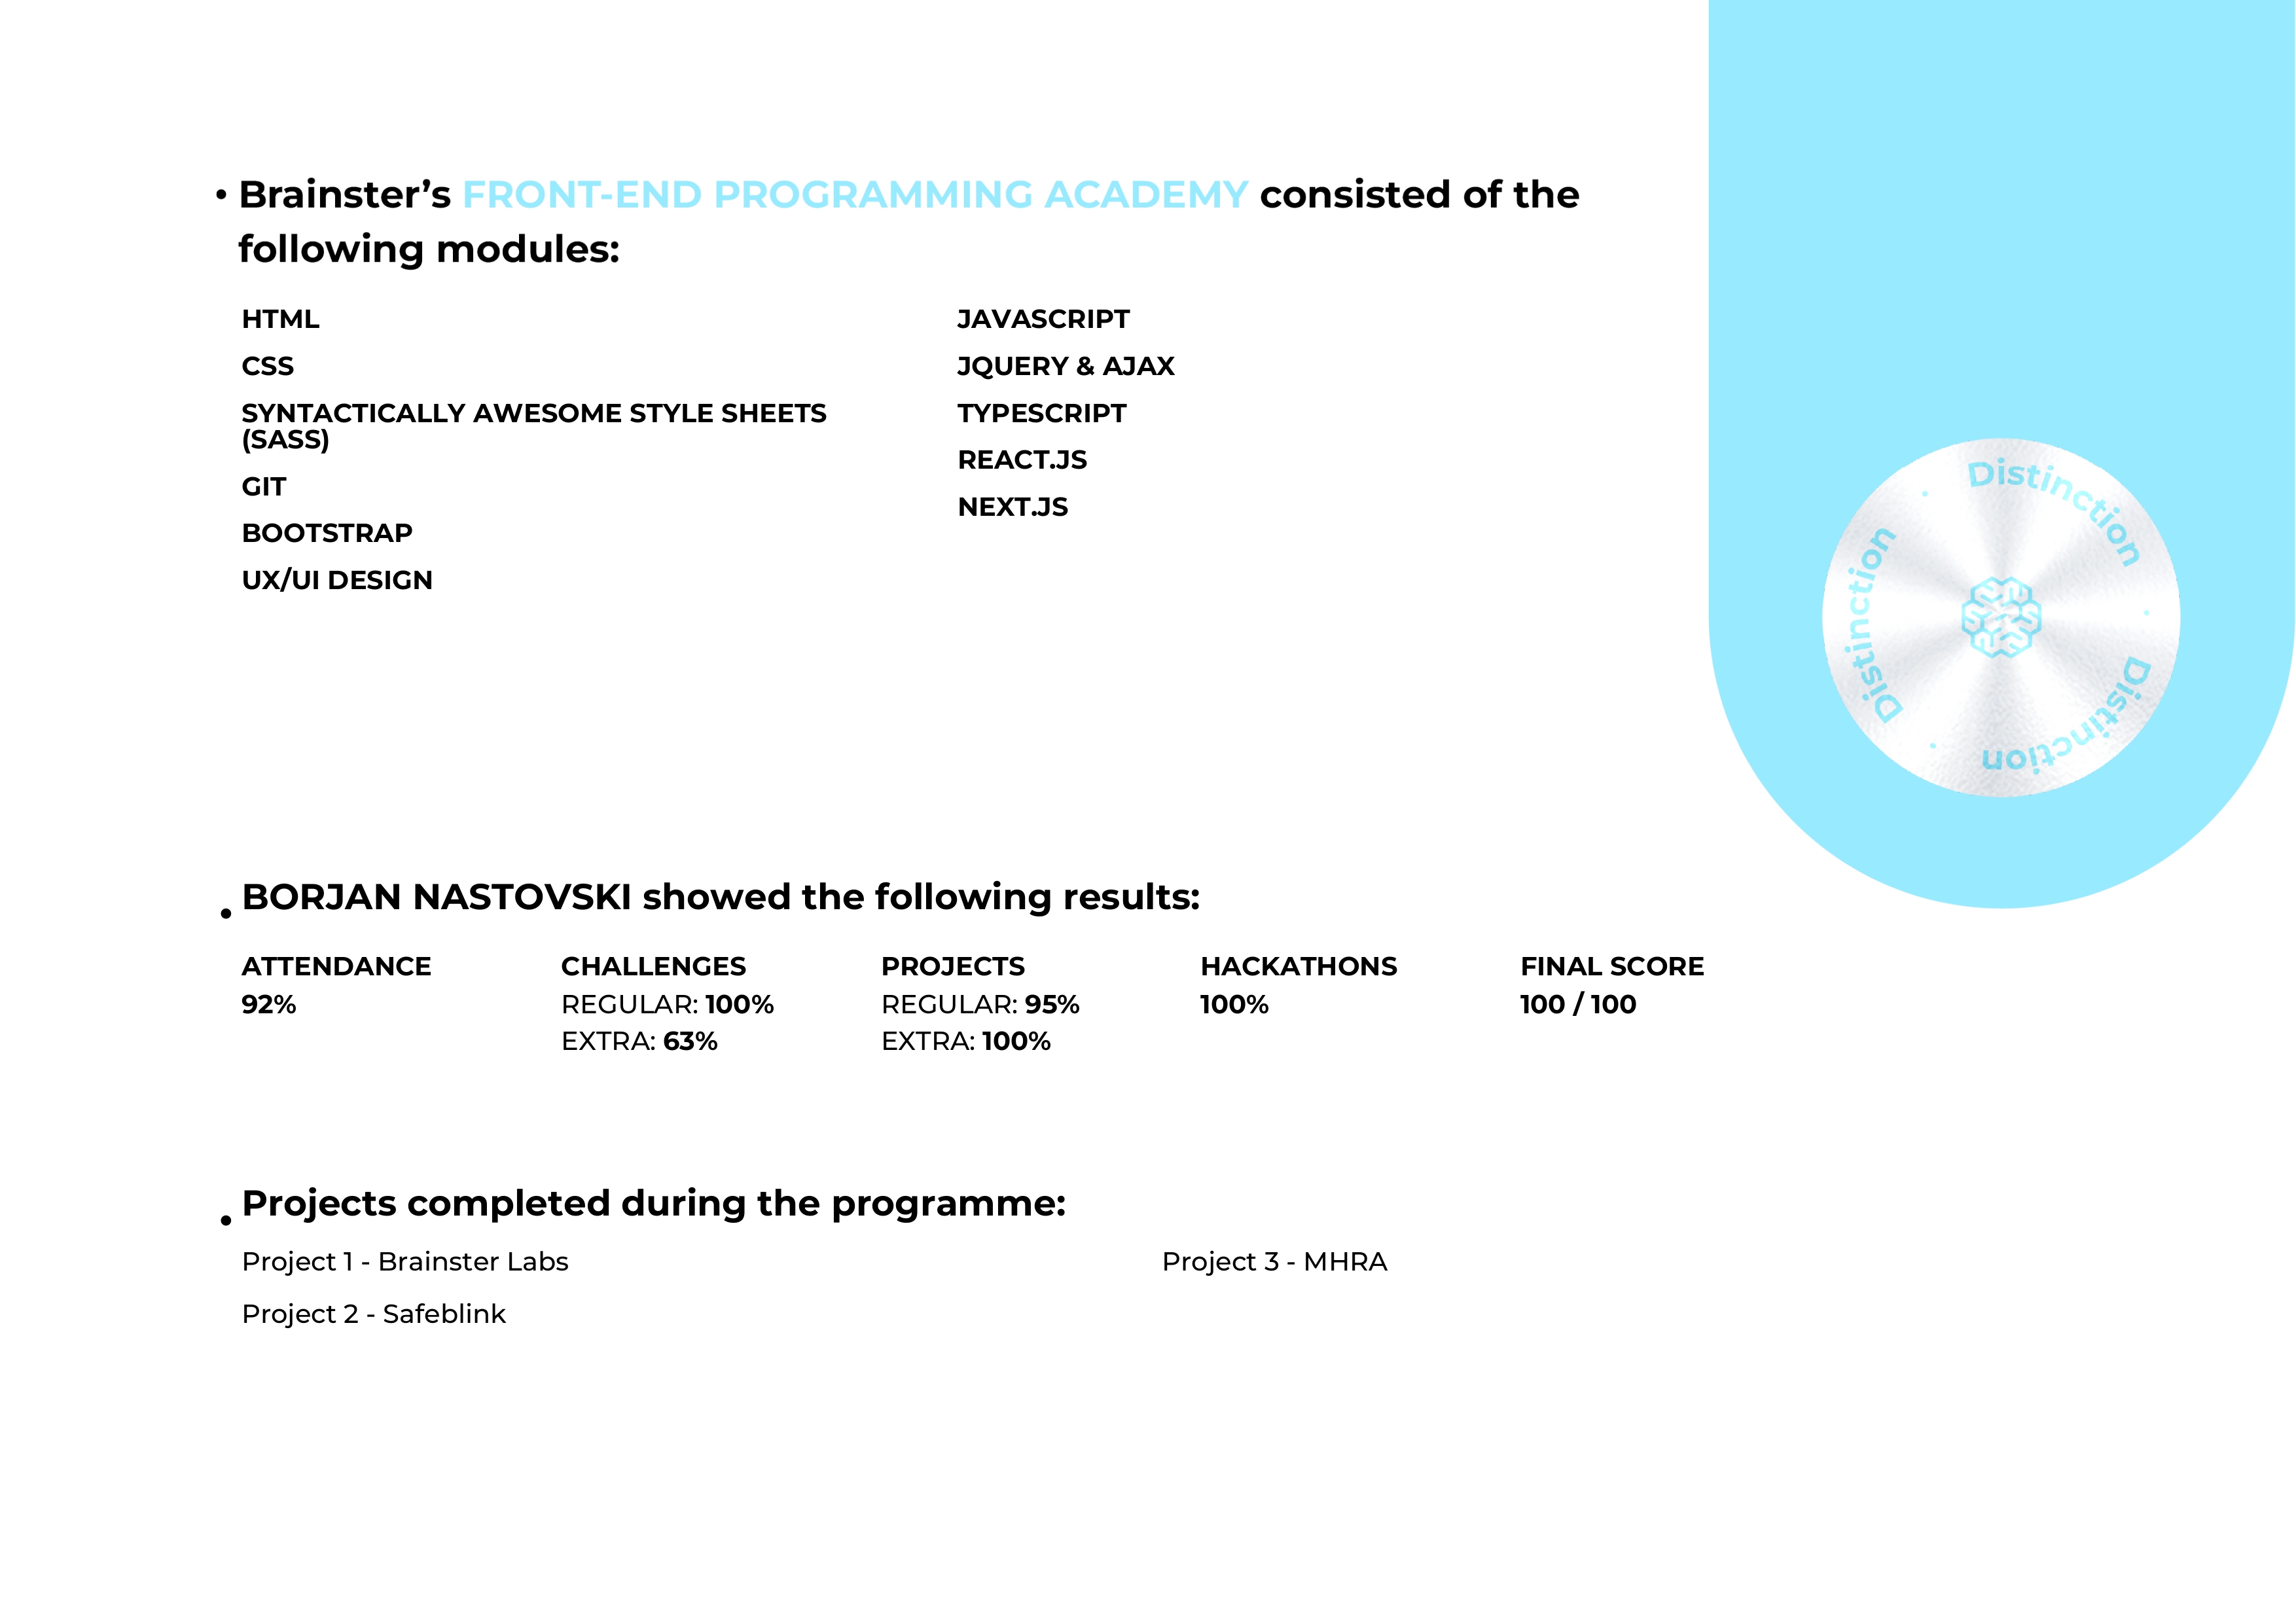 • Brainster’s FRONT-END PROGRAMMING ACADEMY consisted of the
following modules:
HTML
CSS
SYNTACTICALLY AWESOME STYLE SHEETS
(SASS)
GIT
BOOTSTRAP
UX/UI DESIGN
JAVASCRIPT
JQUERY & AJAX
TYPESCRIPT
REACT.JS
NEXT.JS
Distinction • Distinction • Distinction •
• BORJAN NASTOVSKI showed the following results:
ATTENDANCE
92%
CHALLENGES
REGULAR: 100%
EXTRA: 63%
PROJECTS
REGULAR: 95%
EXTRA: 100%
HACKATHONS
100%
FINAL SCORE
100 / 100
• Projects completed during the programme:
Project 1 - Brainster Labs
Project 2 - Safeblink
Project 3 - MHRA